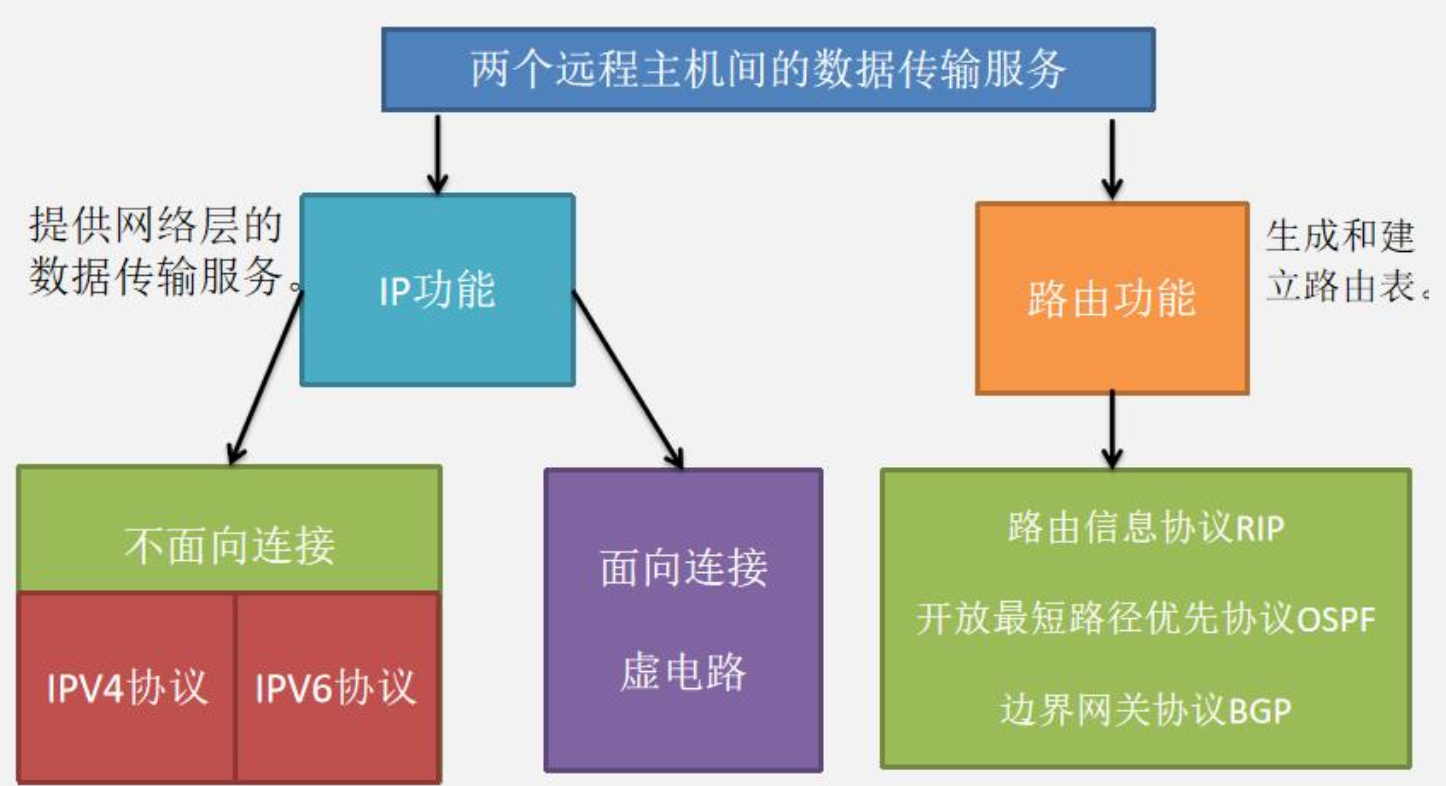 两个远程主机间的数据传输服务
提供网络层的
数据传输服务。
IP功能
路由功能
生成和建
立路由表。
不面向连接
IPV4协议
IPV6协议
面向连接
虚电路
路由信息协议RIP
开放最短路径优先协议OSPF
边界网关协议BGP